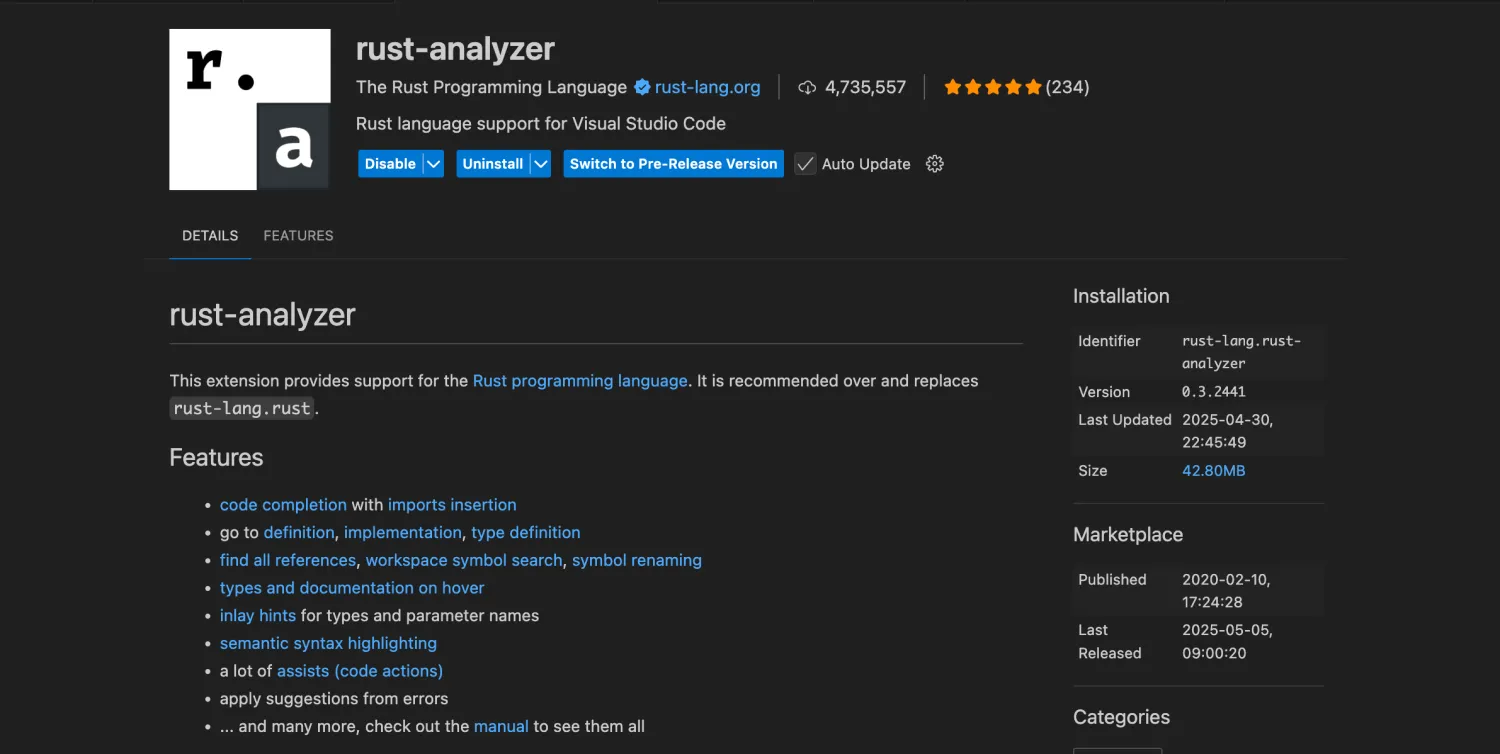 r.
a
rust-analyzer
The Rust Programming Language rust-lang.org 4,735,557 (234)
Rust language support for Visual Studio Code
Disable Uninstall Switch to Pre-Release Version Auto Update
DETAILS FEATURES
rust-analyzer
This extension provides support for the Rust programming language. It is recommended over and replaces
rust-lang.rust.
Features
• code completion with imports insertion
• go to definition, implementation, type definition
• find all references, workspace symbol search, symbol renaming
• types and documentation on hover
• inlay hints for types and parameter names
• semantic syntax highlighting
• a lot of assists (code actions)
• apply suggestions from errors
• ... and many more, check out the manual to see them all
Installation
Identifier rust-lang.rust-
analyzer
Version 0.3.2441
Last Updated 2025-04-30,
22:45:49
Size 42.80MB
Marketplace
Published 2020-02-10,
17:24:28
Last 2025-05-05,
Released 09:00:20
Categories